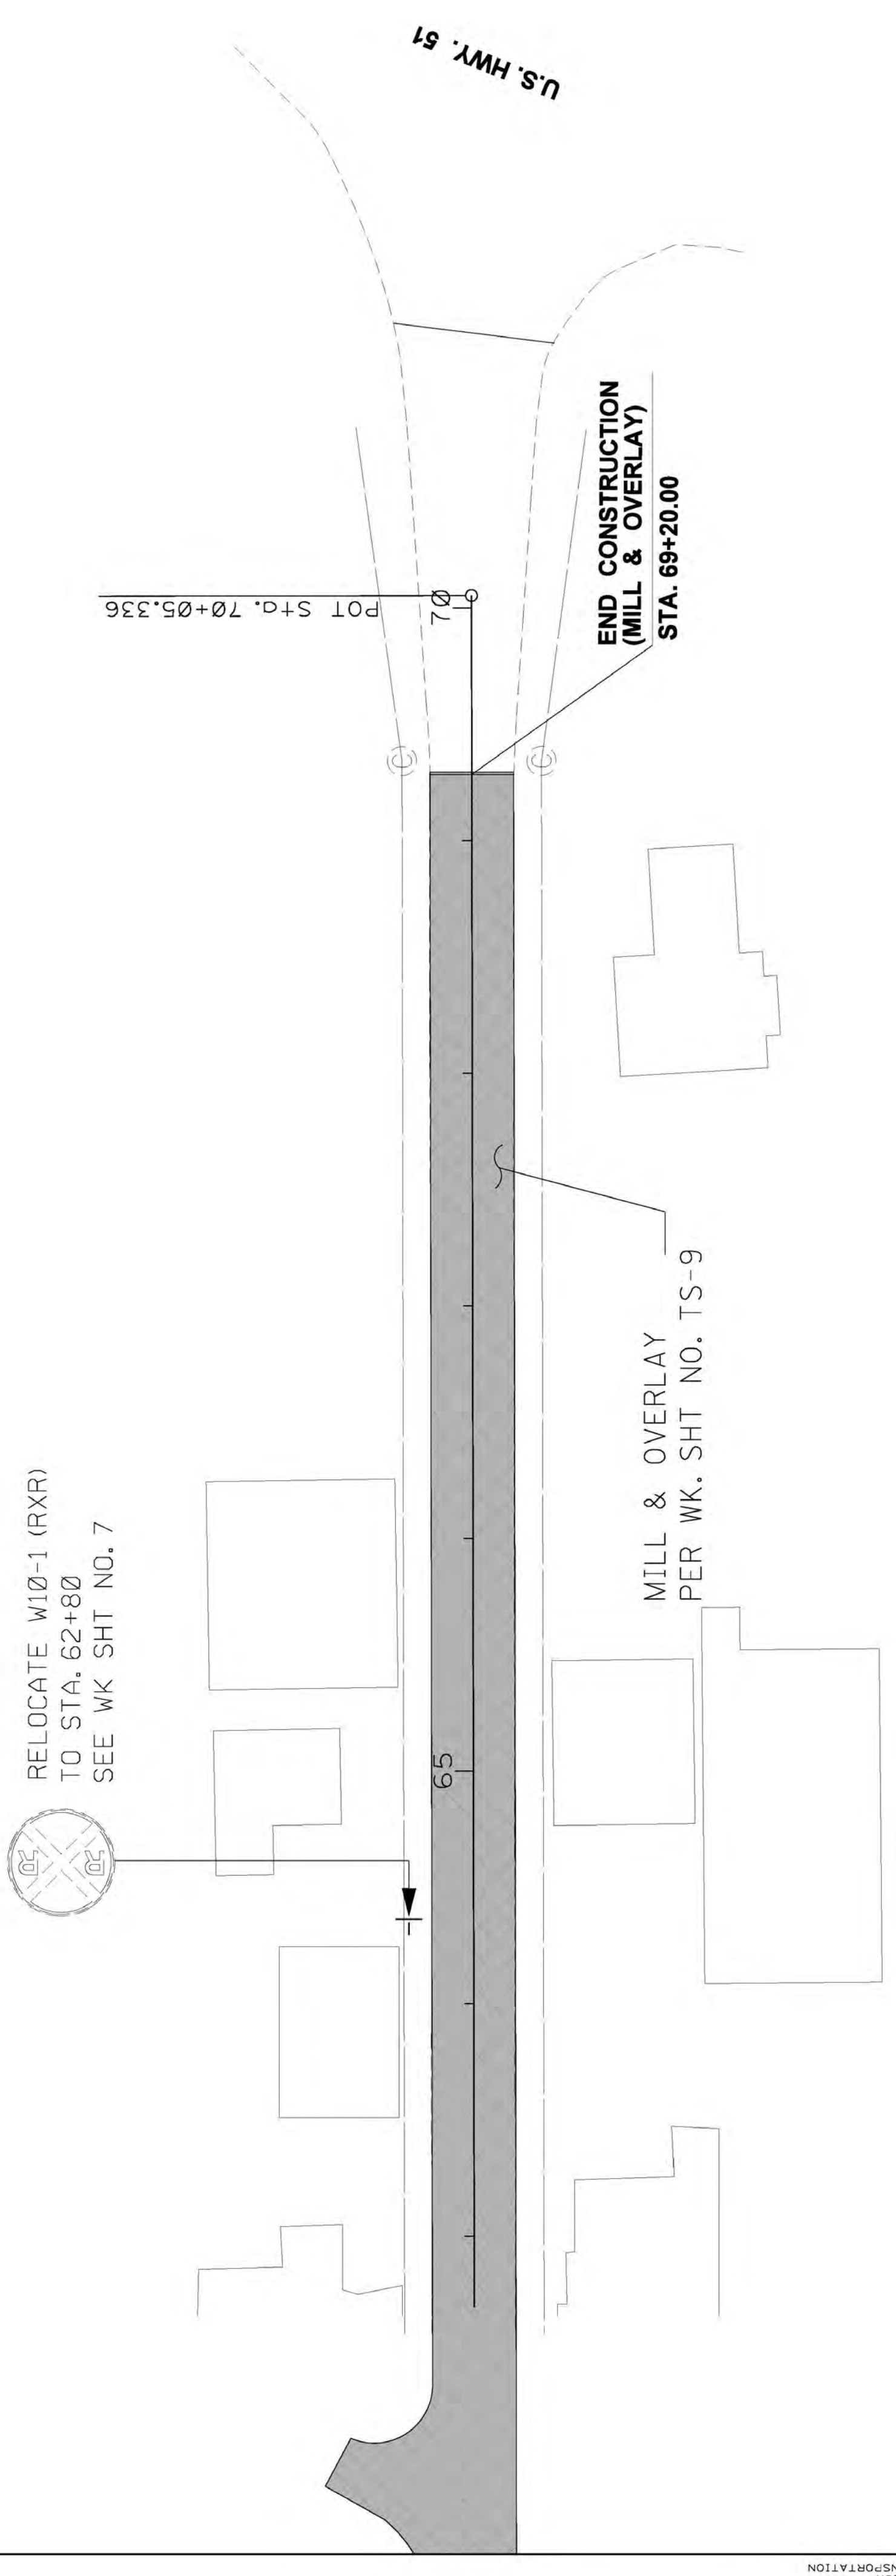 U.S. HWY. 51
END CONSTRUCTION
(MILL & OVERLAY)
STA. 69+20.00
POT Sta. 70+05.336
70
RELOCATE W10-1 (RXR)
TO STA. 62+80
SEE WK SHT NO. 7
R R
65
MILL & OVERLAY
PER WK. SHT NO. TS-9